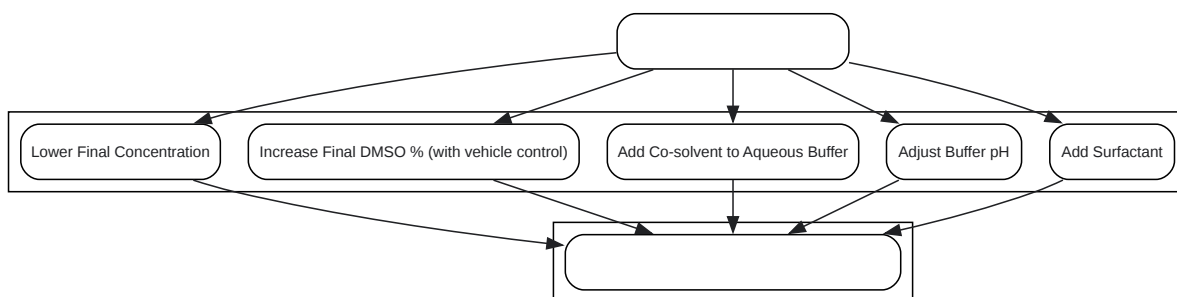 Lower Final Concentration
Increase Final DMSO % (with vehicle control)
Add Co-solvent to Aqueous Buffer
Adjust Buffer pH
Add Surfactant